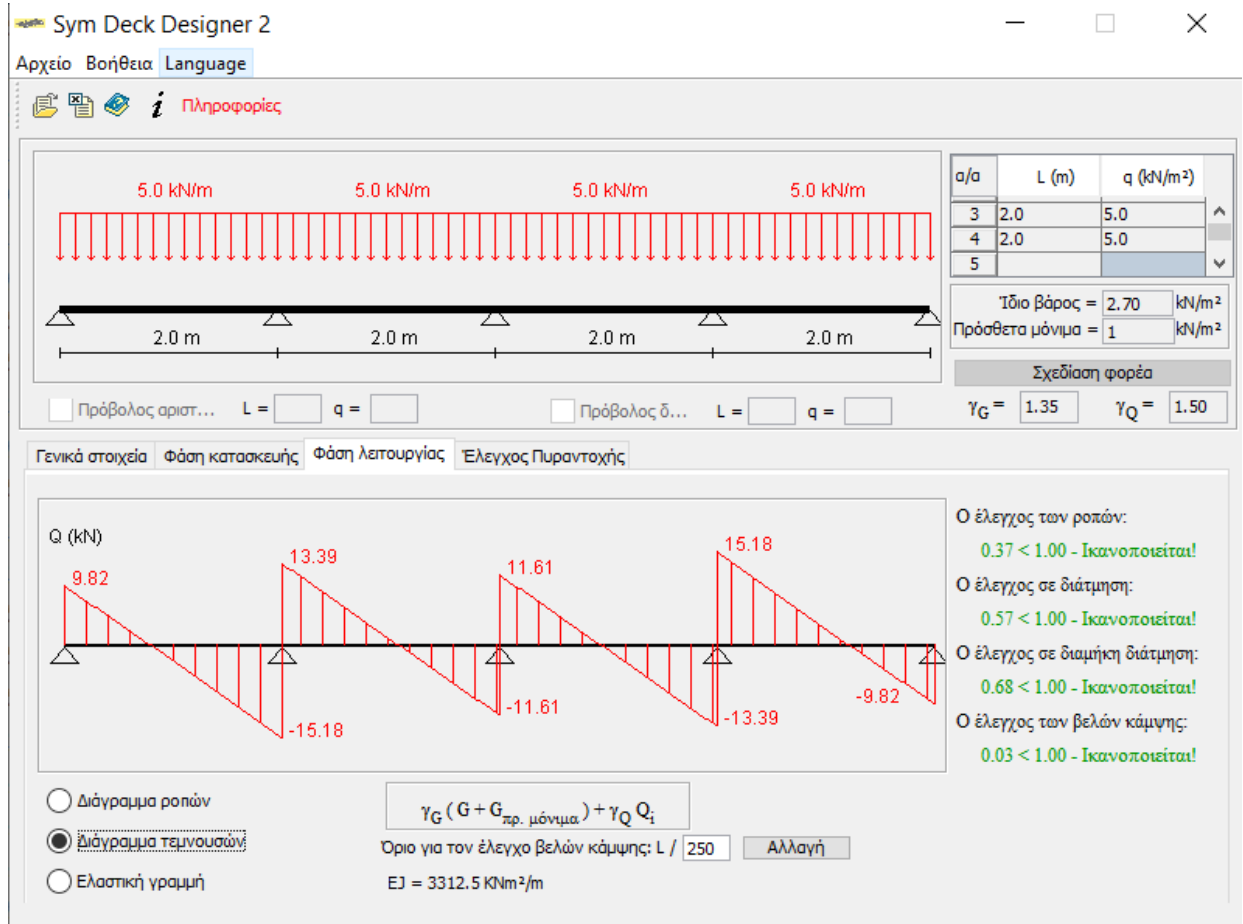 Sym Deck Designer 2
Αρχείο Βοήθεια Language
i Πληροφορίες
5.0 kN/m 5.0 kN/m 5.0 kN/m 5.0 kN/m
2.0 m 2.0 m 2.0 m 2.0 m
α/α L (m) q (kN/m²)
3 2.0 5.0
4 2.0 5.0
5
Ίδιο βάρος = 2.70 kN/m²
Πρόσθετα μόνιμα = 1 kN/m²
Σχεδίαση φορέα
Πρόβολος αριστ... L = q = Πρόβολος δ... L = q =
γG = 1.35 γQ = 1.50
Γενικά στοιχεία Φάση κατασκευής Φάση λειτουργίας Έλεγχος Πυραντοχής
Q (kN)
9.82 13.39 11.61 15.18
-15.18 -11.61 -13.39 -9.82
Ο έλεγχος των ροπών:
0.37 < 1.00 - Ικανοποιείται!
Ο έλεγχος σε διάτμηση:
0.57 < 1.00 - Ικανοποιείται!
Ο έλεγχος σε διαμήκη διάτμηση:
0.68 < 1.00 - Ικανοποιείται!
Ο έλεγχος των βελών κάμψης:
0.03 < 1.00 - Ικανοποιείται!
Διάγραμμα ροπών
Διάγραμμα τεμνουσών
Ελαστική γραμμή
γG ( G + Gπρ. μόνιμα ) + γQ Qi
Όριο για τον έλεγχο βελών κάμψης: L / 250 Αλλαγή
EJ = 3312.5 KNm²/m